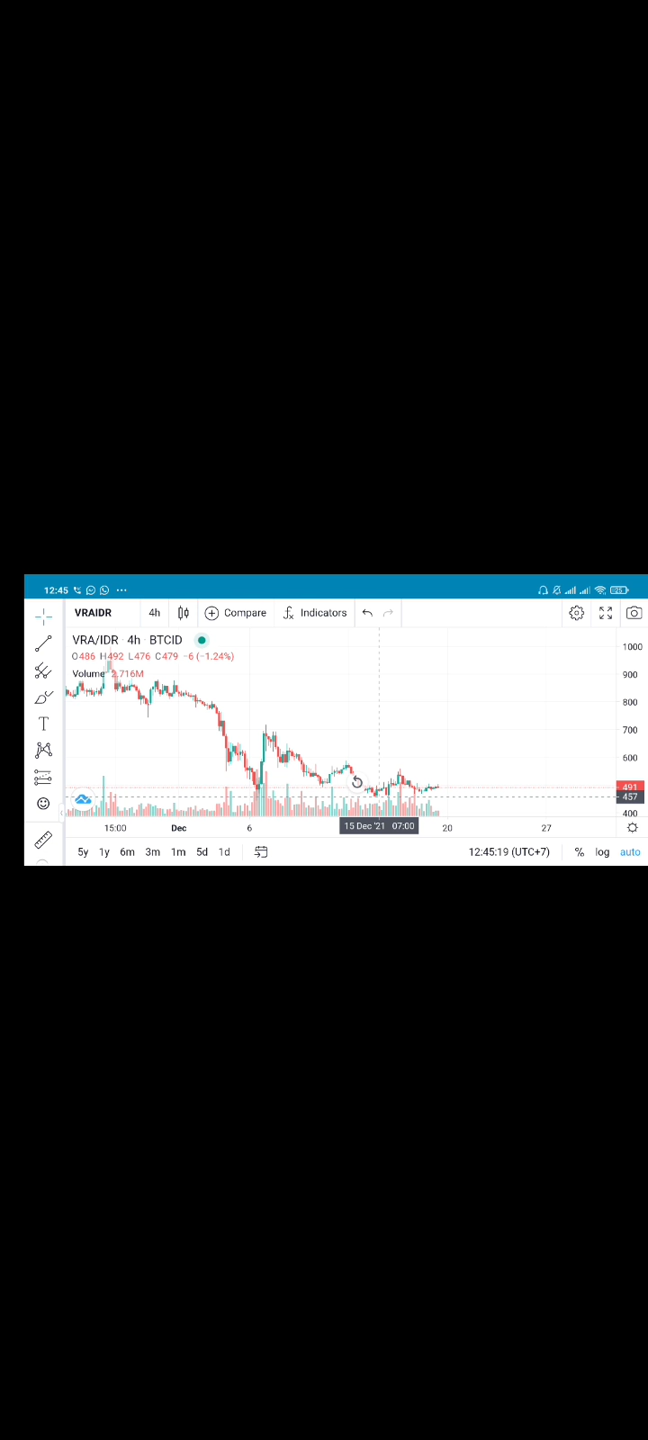 12:45
VRAIDR 4h Compare Indicators
VRA/IDR · 4h · BTCID
O486 H492 L476 C479 −6 (−1.24%)
Volume 2.716M
1000
900
800
700
600
491
457
400
15:00 Dec 6 15 Dec '21 07:00 20 27
5y 1y 6m 3m 1m 5d 1d 12:45:19 (UTC+7) % log auto